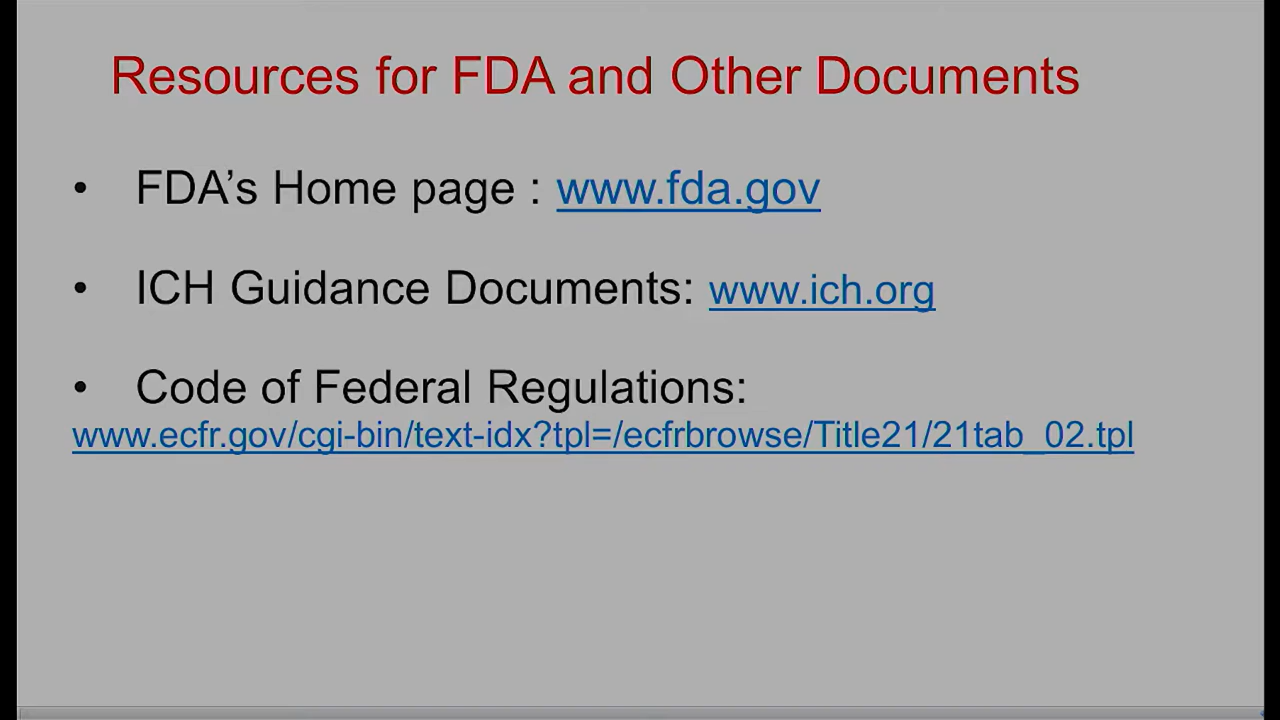 Resources for FDA and Other Documents
• FDA’s Home page : www.fda.gov
• ICH Guidance Documents: www.ich.org
• Code of Federal Regulations:
www.ecfr.gov/cgi-bin/text-idx?tpl=/ecfrbrowse/Title21/21tab_02.tpl